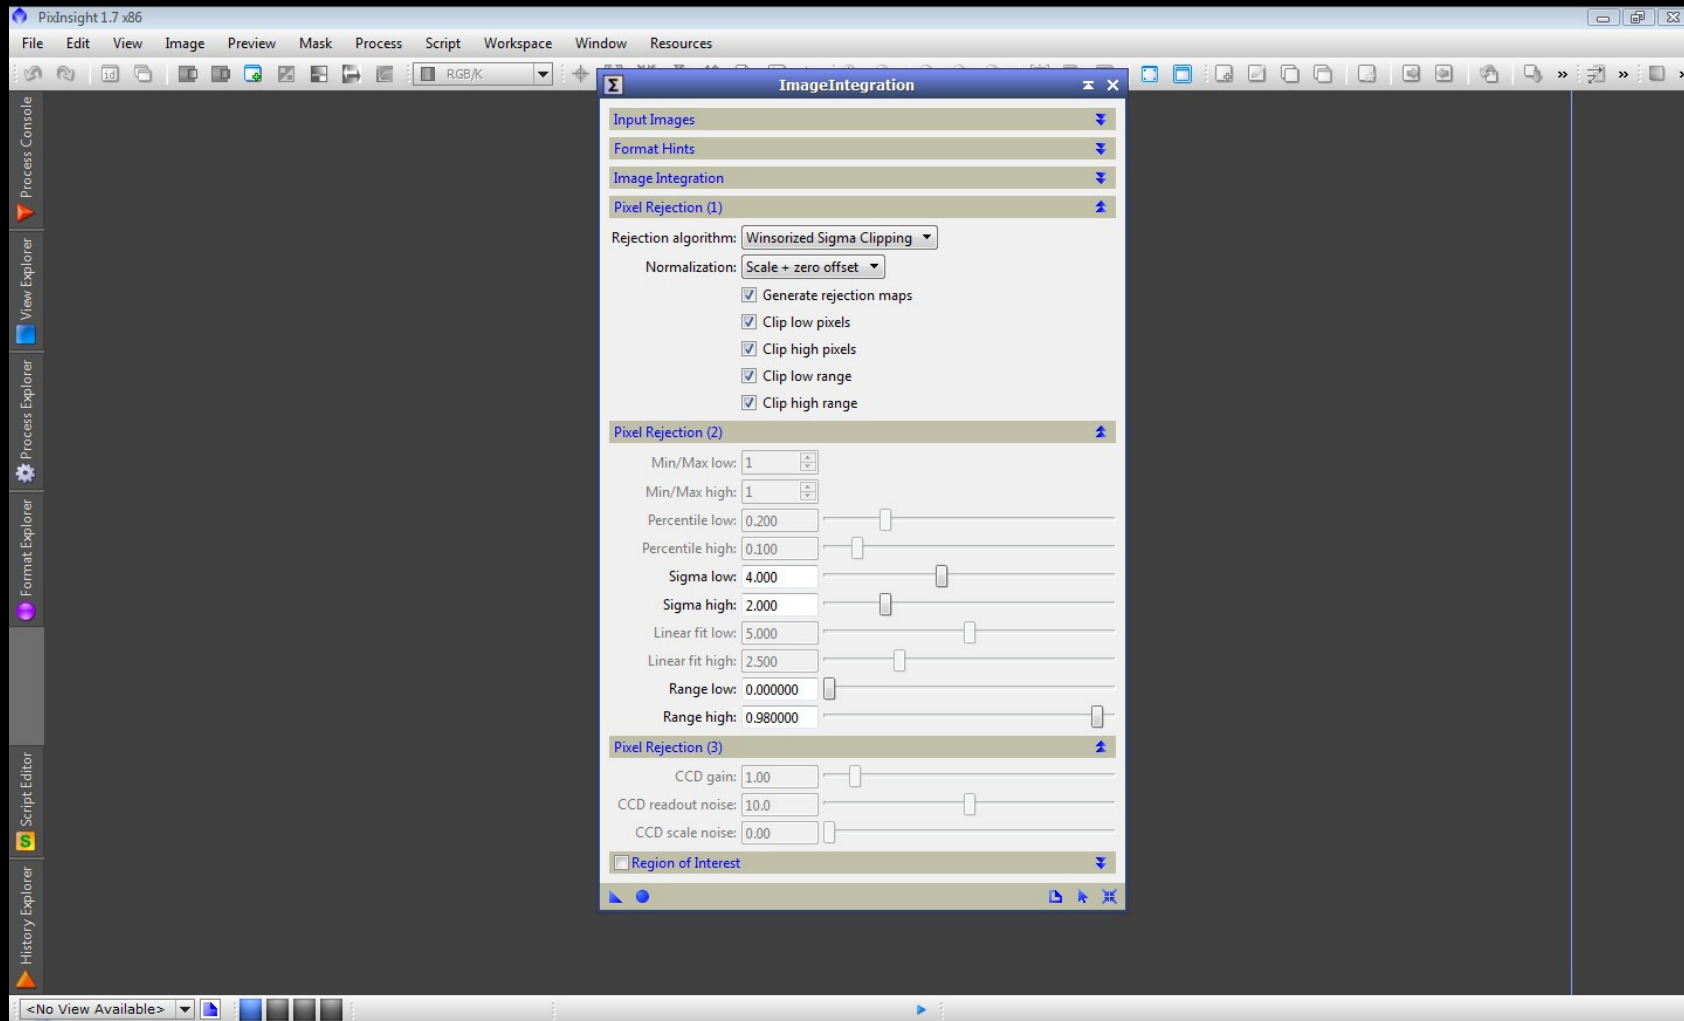 PixInsight 1.7 x86
File Edit View Image Preview Mask Process Script Workspace Window Resources
id RGB/K » » »
Σ ImageIntegration
Input Images
Format Hints
Image Integration
Pixel Rejection (1)
Rejection algorithm: Winsorized Sigma Clipping
Normalization: Scale + zero offset
Generate rejection maps
Clip low pixels
Clip high pixels
Clip low range
Clip high range
Pixel Rejection (2)
Min/Max low: 1
Min/Max high: 1
Percentile low: 0.200
Percentile high: 0.100
Sigma low: 4.000
Sigma high: 2.000
Linear fit low: 5.000
Linear fit high: 2.500
Range low: 0.000000
Range high: 0.980000
Pixel Rejection (3)
CCD gain: 1.00
CCD readout noise: 10.0
CCD scale noise: 0.00
Region of Interest
Process Console
View Explorer
Process Explorer
Format Explorer
Script Editor
S
History Explorer
<No View Available>